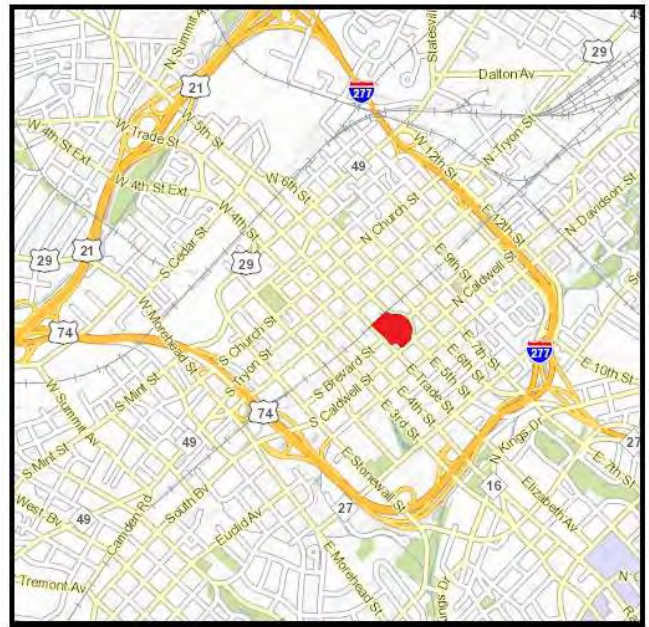 N Summit Av
Statesvill
29
Dalton Av
21
277
W 5th St
W Trade St
W 4th St Ext
W 12th St
N Tryon St
49
W 4th St Ext
W 6th St
W 4th St
N Church St
E 12th St
N Davidson St
S Cedar St
E 9th St
N Caldwell St
21
29
29
W Morehead St
S Church St
S Tryon St
74
E 7th St
E 6th St
E 5th St
E Trade St
E 4th St
E 3rd St
277
E 10th St
S Brevard St
S Caldwell St
S Mint St
74
W Summit Av
N Kings Dr
27
E 7th St
49
S Mint St
E Stonewall St
16
Elizabeth Av
West Bv
49
Camden Rd
South Bv
27
Euclid Av
E Morehead St
Kings Dr
Tremont Av